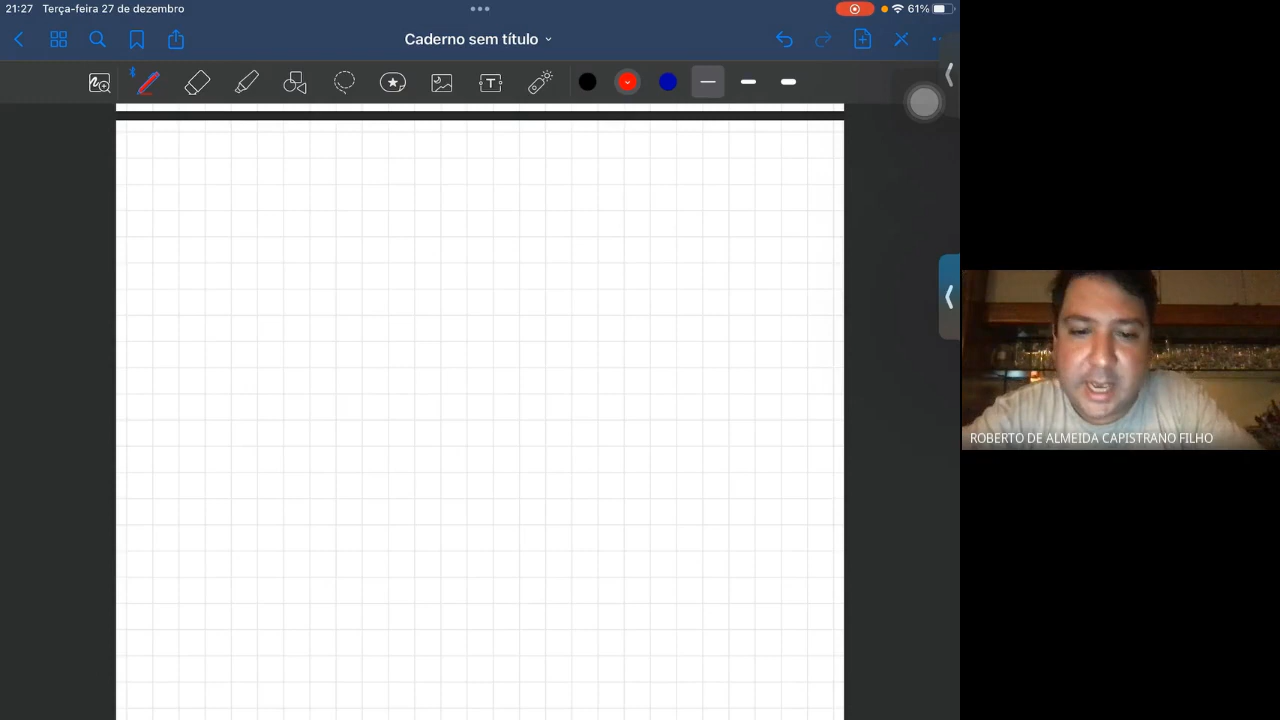 21:27 Terça-feira 27 de dezembro
61%
Caderno sem título
ROBERTO DE ALMEIDA CAPISTRANO FILHO